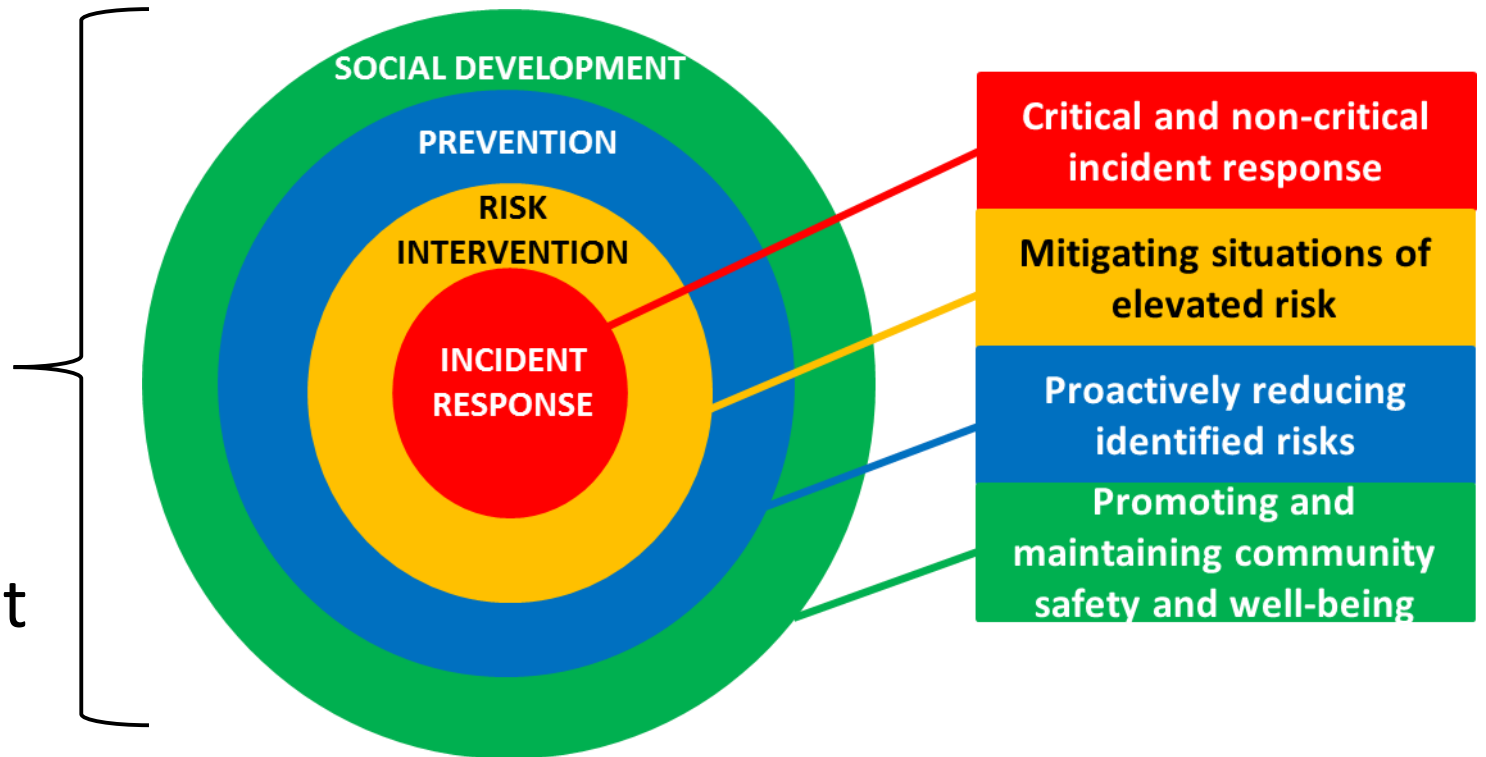 SOCIAL DEVELOPMENT
PREVENTION
RISK
INTERVENTION
INCIDENT
RESPONSE
Critical and non-critical
incident response
Mitigating situations of
elevated risk
Proactively reducing
identified risks
Promoting and
maintaining community
safety and well-being
t